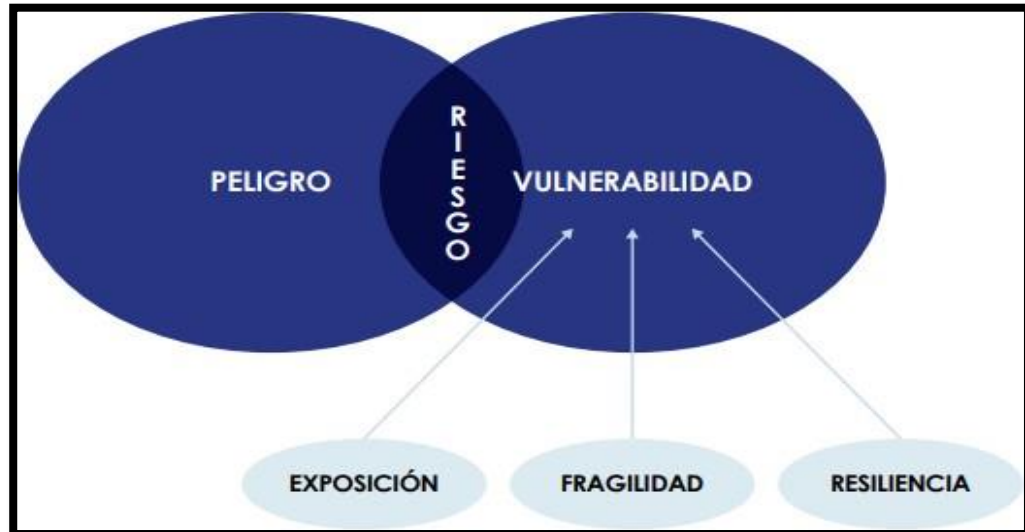 PELIGRO
RIESGO
VULNERABILIDAD
EXPOSICIÓN
FRAGILIDAD
RESILIENCIA